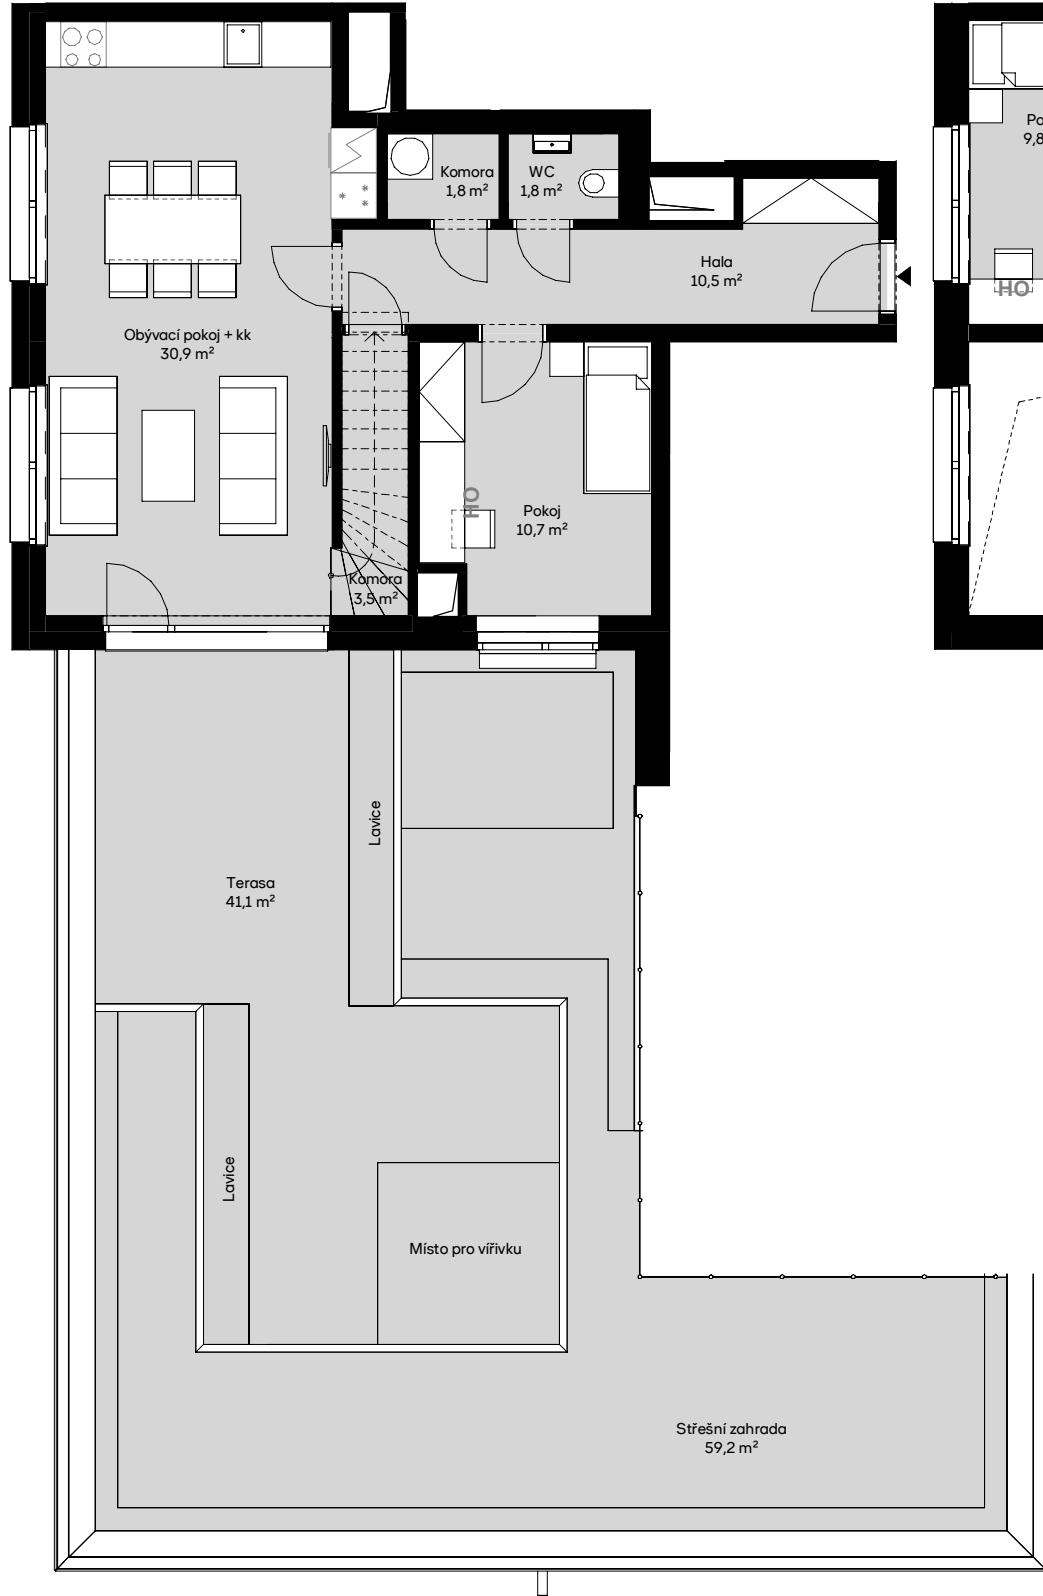 Komora
1,8 m²
WC
1,8 m²
Hala
10,5 m²
Obývací pokoj + kk
30,9 m²
HO
Pokoj
10,7 m²
Komora
3,5 m²
Lavice
Terasa
41,1 m²
Lavice
Místo pro vířivku
Střešní zahrada
59,2 m²
HO